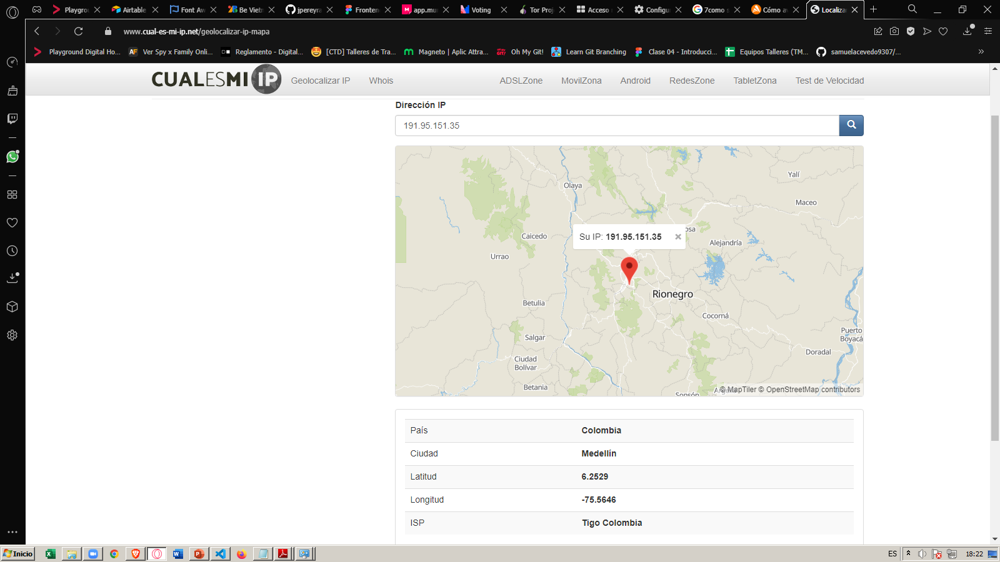 Playgro
Airtable
Font Aw
Be Vietn
jpereyra
Frontend
app.mu
Voting
Tor Proj
Acceso
Configu
7como s
Cómo av
Localiza
www.cual-es-mi-ip.net/geolocalizar-ip-mapa
Playground Digital Ho...
Ver Spy x Family Onli...
Reglamento - Digital...
[CTD] Talleres de Tra...
Magneto | Aplic Attra...
Oh My Git!
Learn Git Branching
Clase 04 - Introducci...
Equipos Talleres (TM...
samuelacevedo9307/...
CUALESMI IP
Geolocalizar IP
Whois
ADSLZone
MovilZona
Android
RedesZone
TabletZona
Test de Velocidad
Dirección IP
191.95.151.35
Yalí
Olaya
Maceo
osa
Su IP: 191.95.151.35
Caicedo
Alejandría
Urrao
Rionegro
Betulia
Cocorná
Puerto
Boyacá
Salgar
Doradal
Ciudad
Bolívar
Betania
Sonsón
© MapTiler © OpenStreetMap contributors
País Colombia
Ciudad Medellín
Latitud 6.2529
Longitud -75.5646
ISP Tigo Colombia
Inicio
ES
18:22